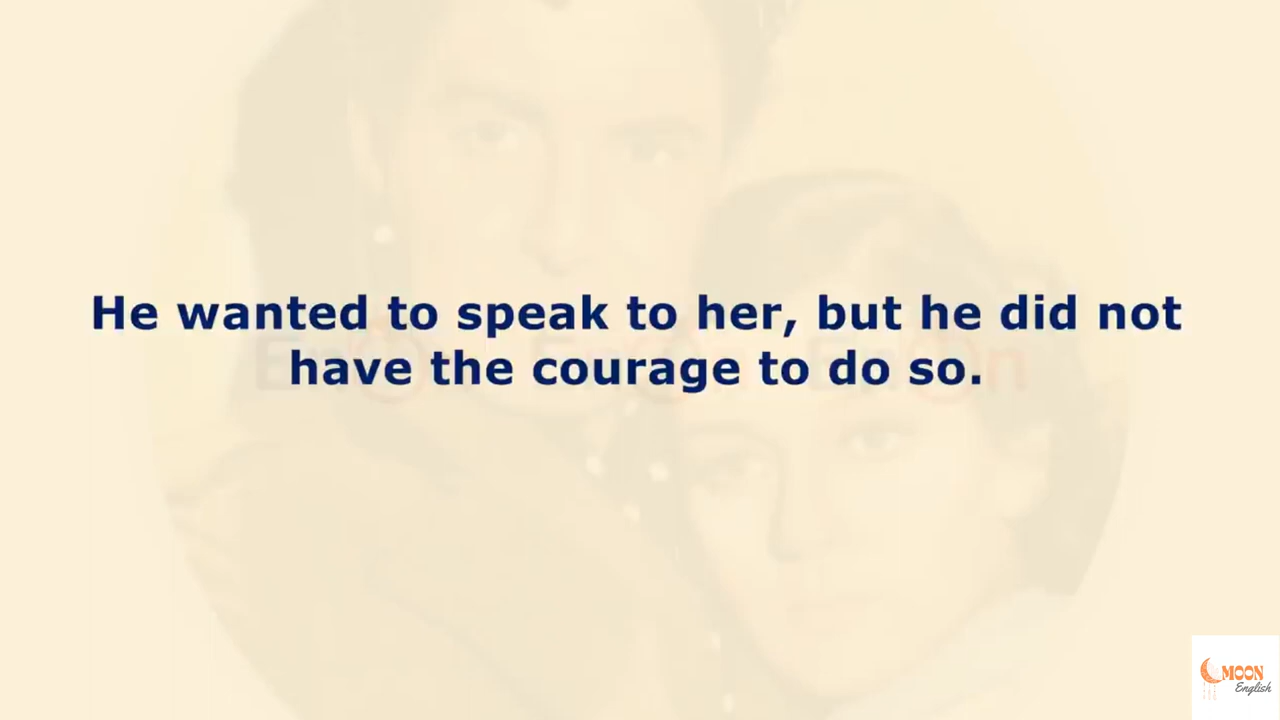 He wanted to speak to her, but he did not
have the courage to do so.
MOON
English